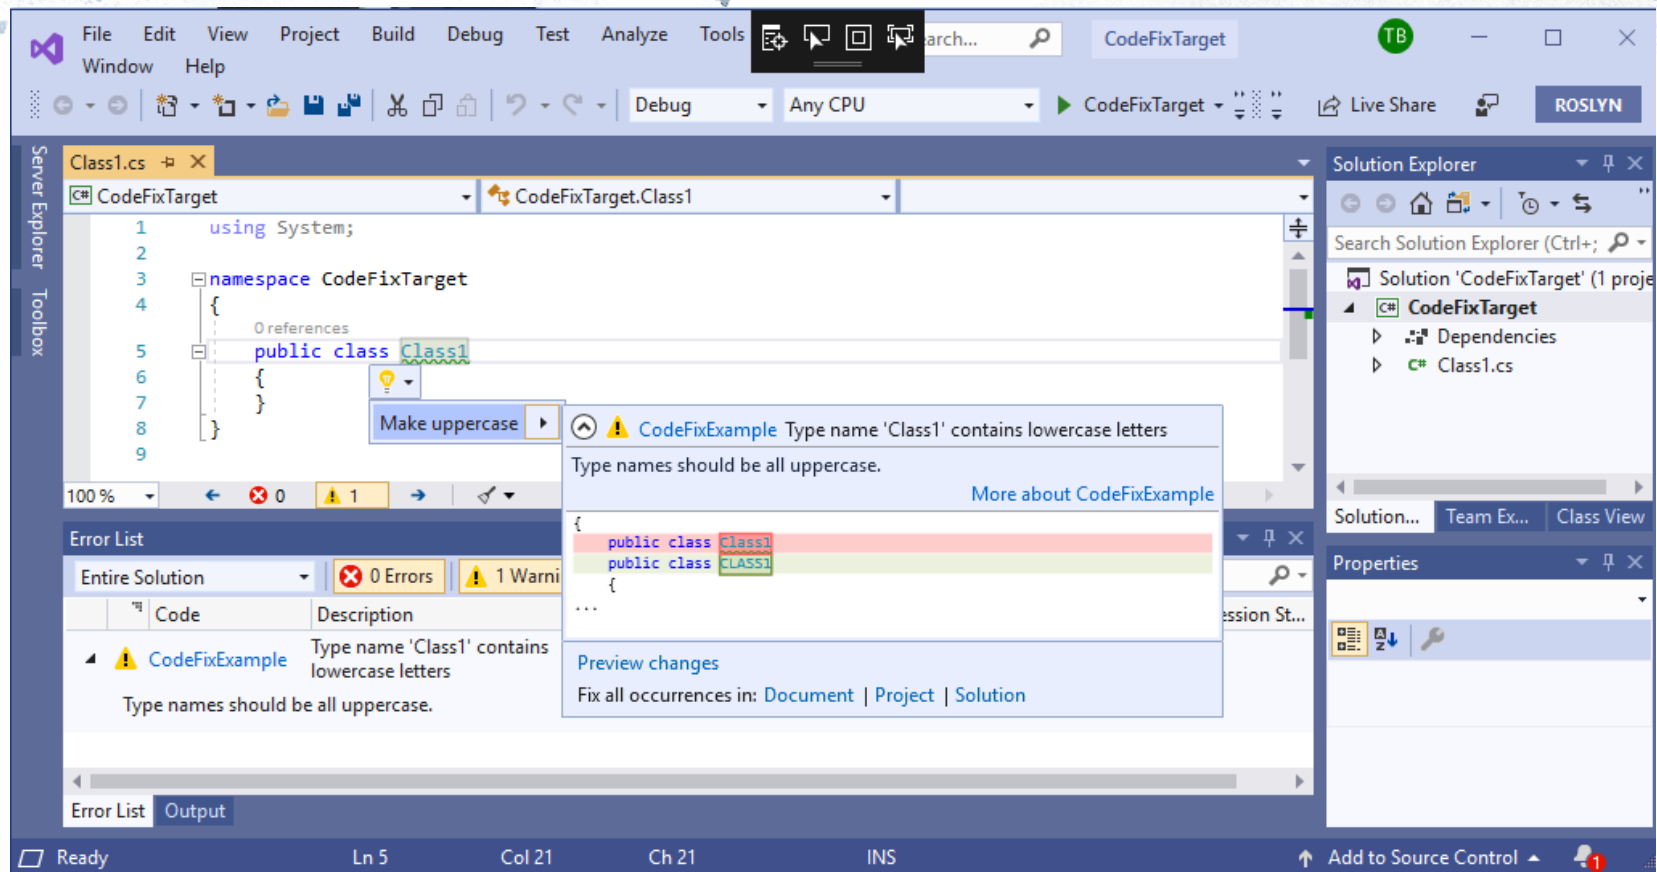 File Edit View Project Build Debug Test Analyze Tools arch... CodeFixTarget TB
Window Help
Debug Any CPU CodeFixTarget Live Share ROSLYN
Server Explorer
Toolbox
Class1.cs
C# CodeFixTarget CodeFixTarget.Class1
1 using System;
2
3 namespace CodeFixTarget
4 {
0 references
5 public class Class1
6 {
7 }
8 }
9
Make uppercase
CodeFixExample Type name 'Class1' contains lowercase letters
Type names should be all uppercase.
More about CodeFixExample
{
public class Class1
public class CLASS1
{
...
Preview changes
Fix all occurrences in: Document | Project | Solution
100 % 0 1
Error List
Entire Solution 0 Errors 1 Warni
Code Description ession St...
CodeFixExample Type name 'Class1' contains
lowercase letters
Type names should be all uppercase.
Error List Output
Solution Explorer
Search Solution Explorer (Ctrl+;
Solution 'CodeFixTarget' (1 proje
C# CodeFixTarget
Dependencies
C# Class1.cs
Solution... Team Ex... Class View
Properties
Ready Ln 5 Col 21 Ch 21 INS Add to Source Control 1